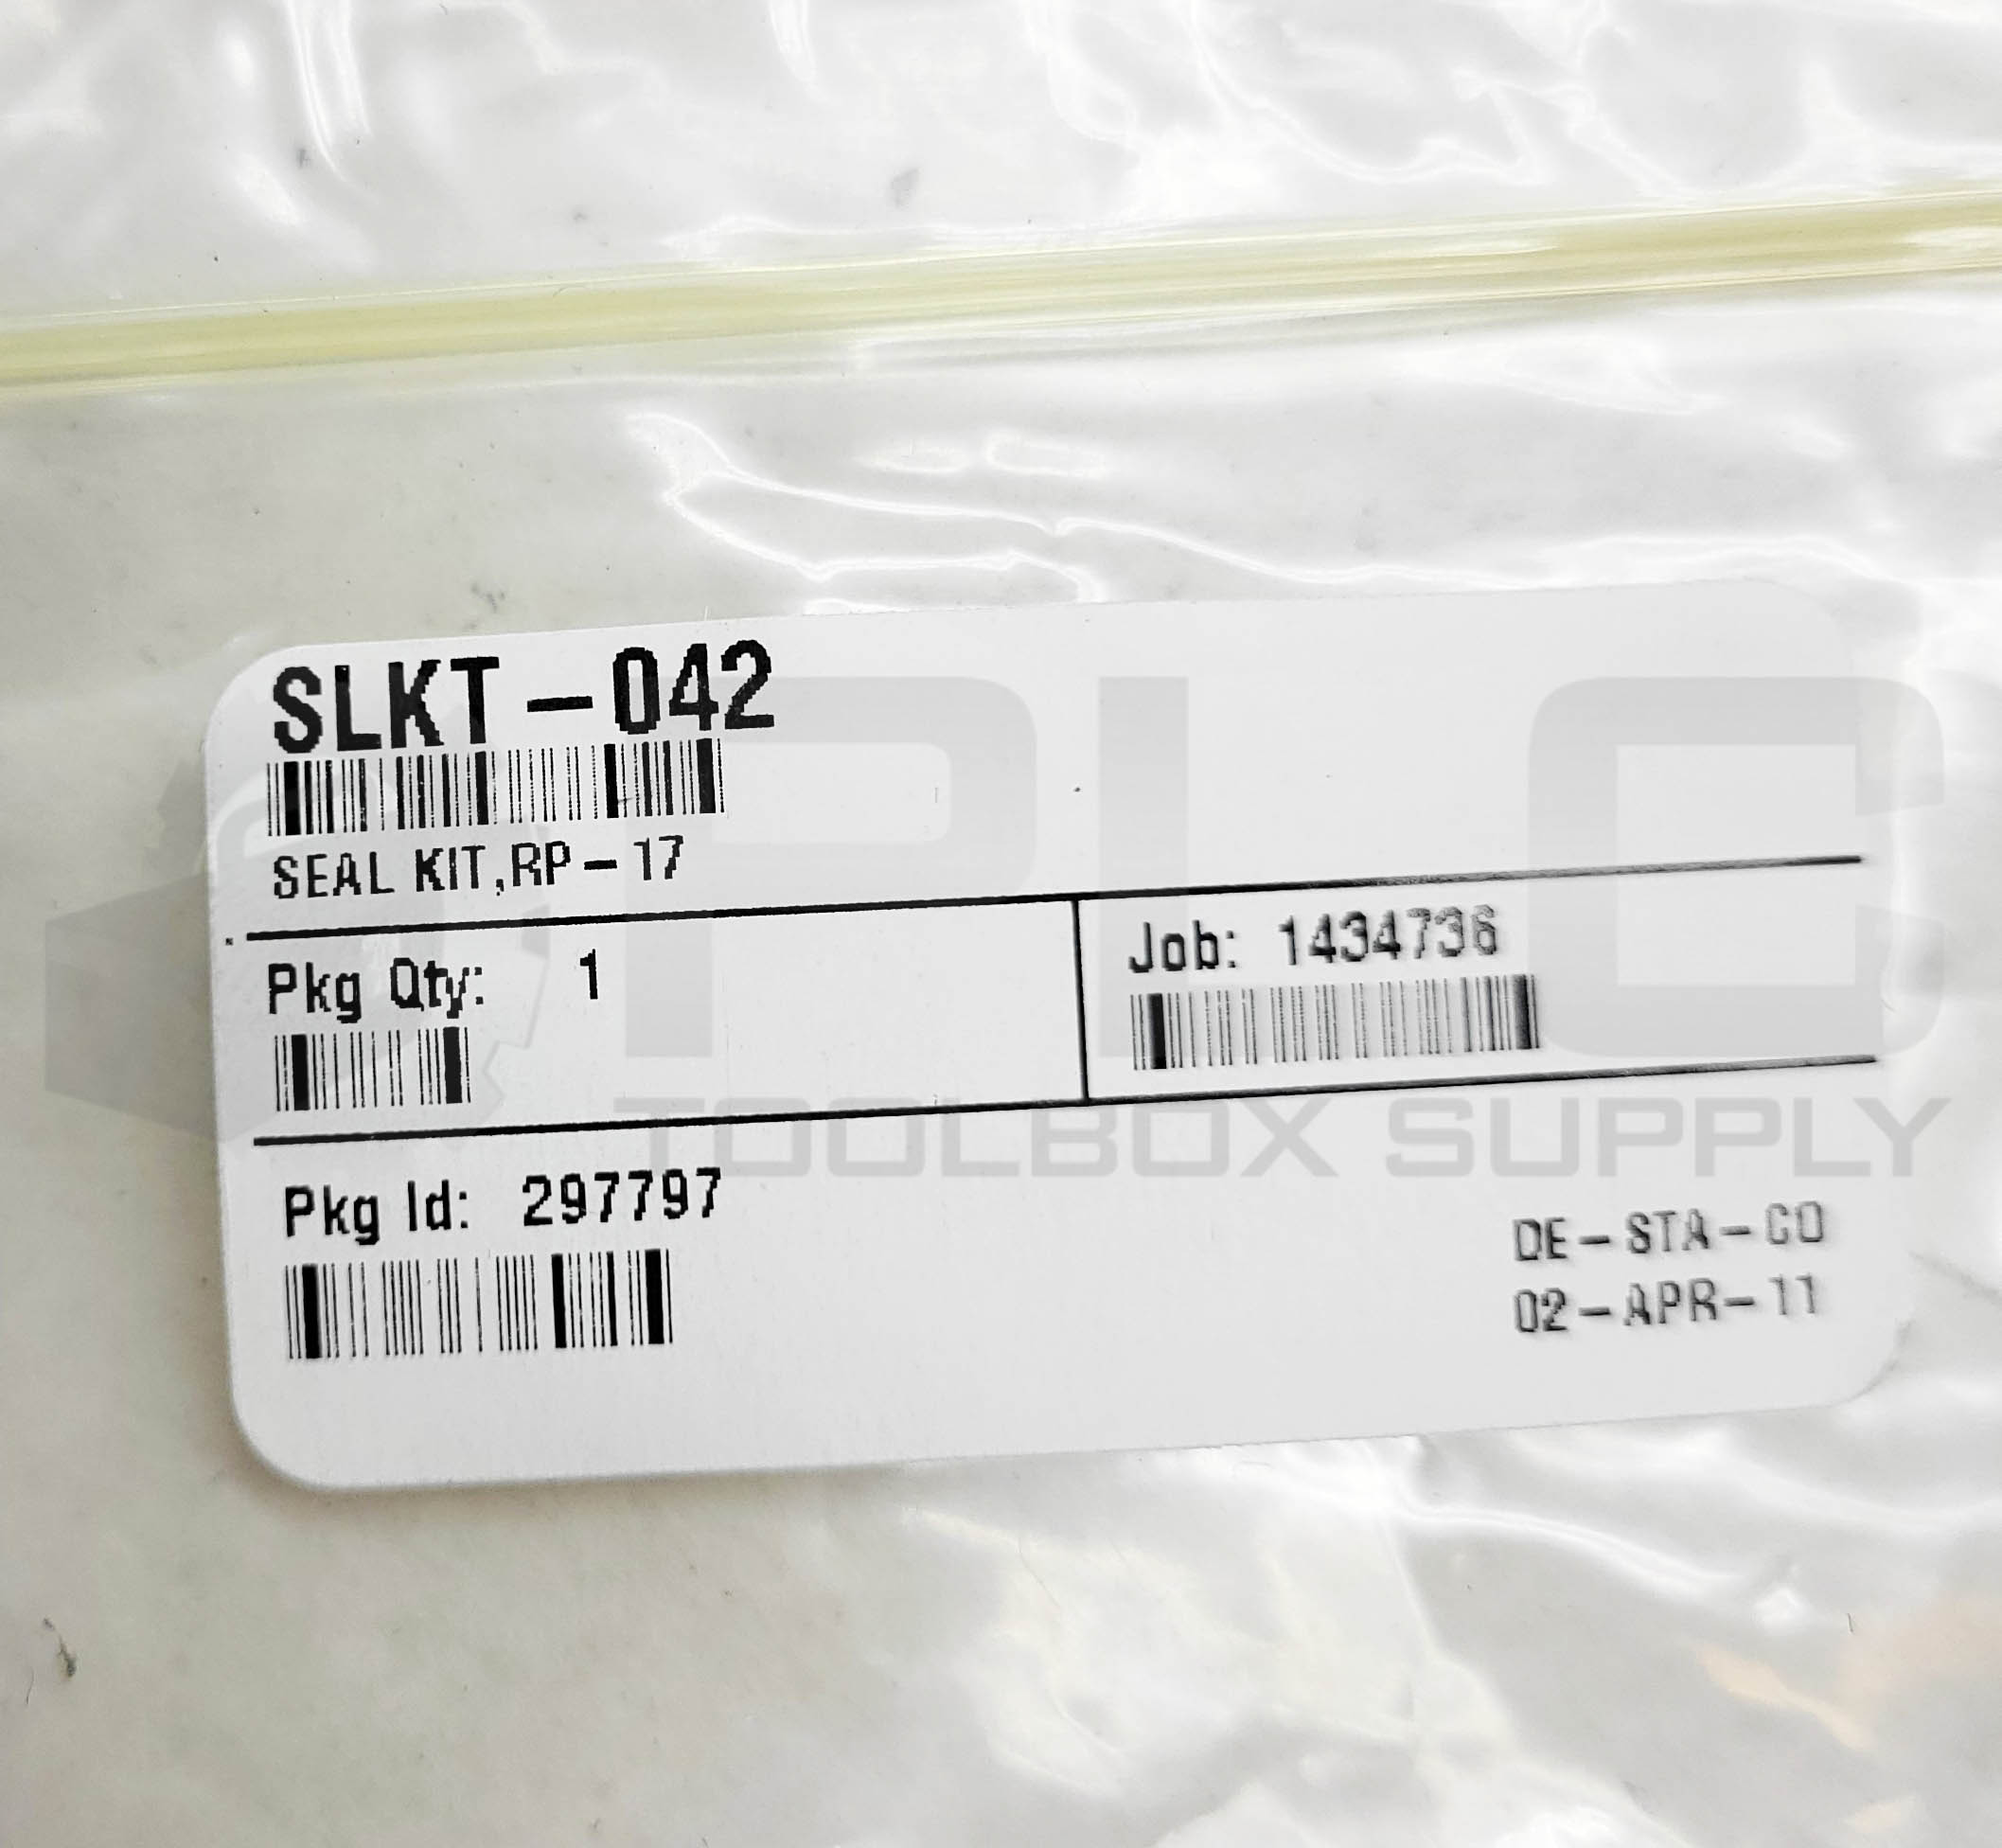 SLKT-042
SEAL KIT,RP-17
Pkg Qty: 1
Job: 1434736
Pkg Id: 297797
DE-STA-CO
02-APR-11
PLC
TOOLBOX SUPPLY